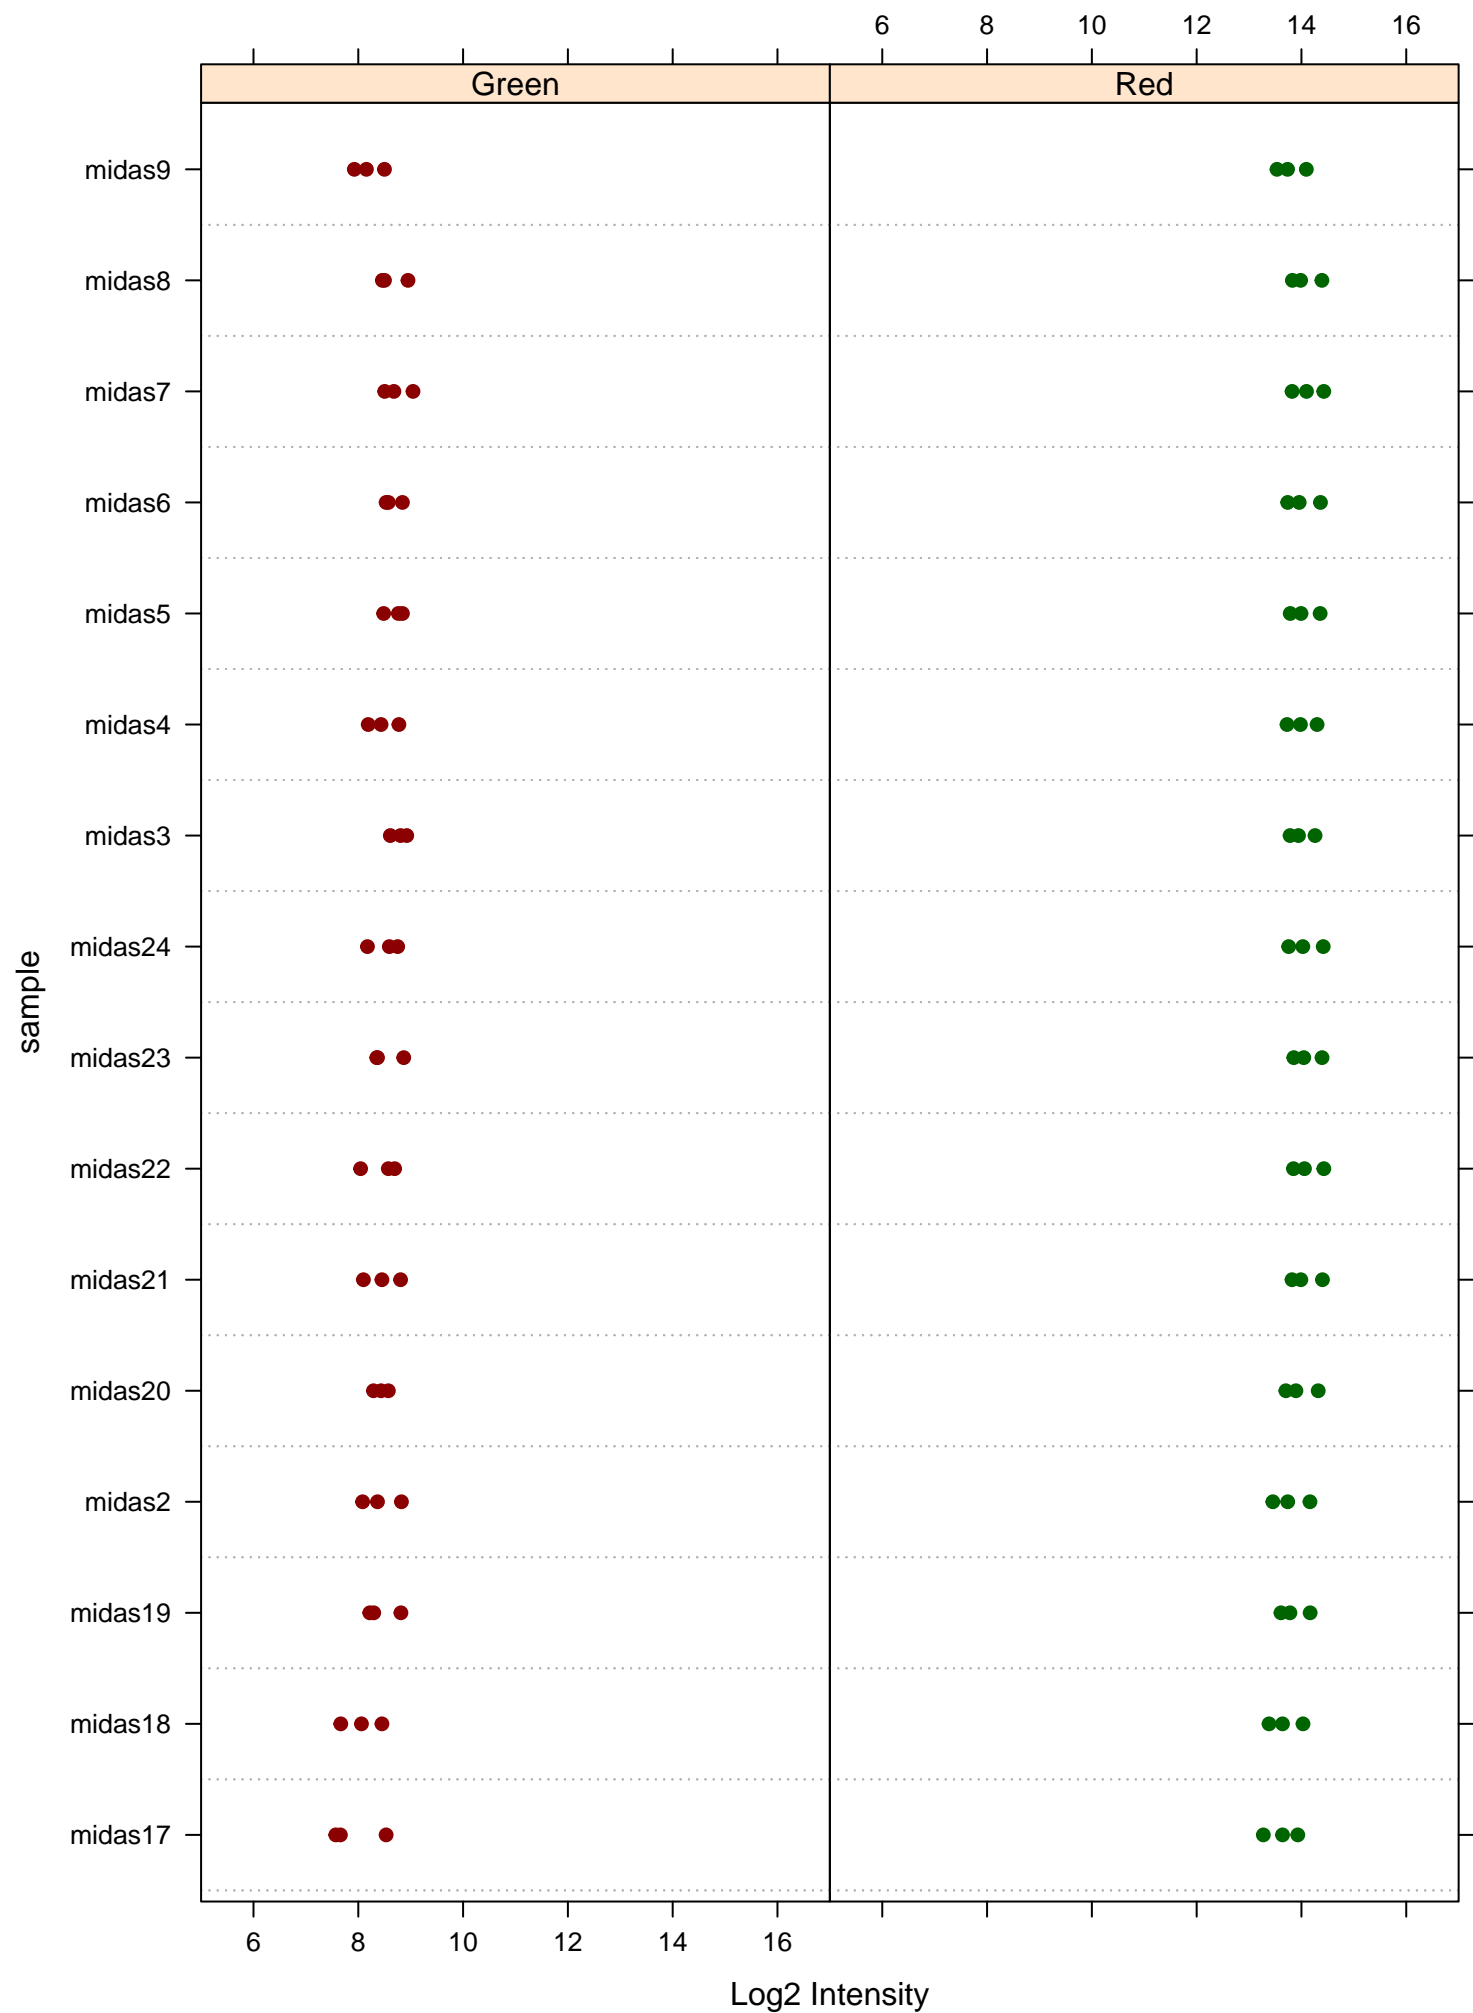 6 8 10 12 14 16
Green Red
midas9
midas8
midas7
midas6
midas5
midas4
midas3
midas24
midas23
midas22
midas21
midas20
midas2
midas19
midas18
midas17
sample
6 8 10 12 14 16
Log2 Intensity